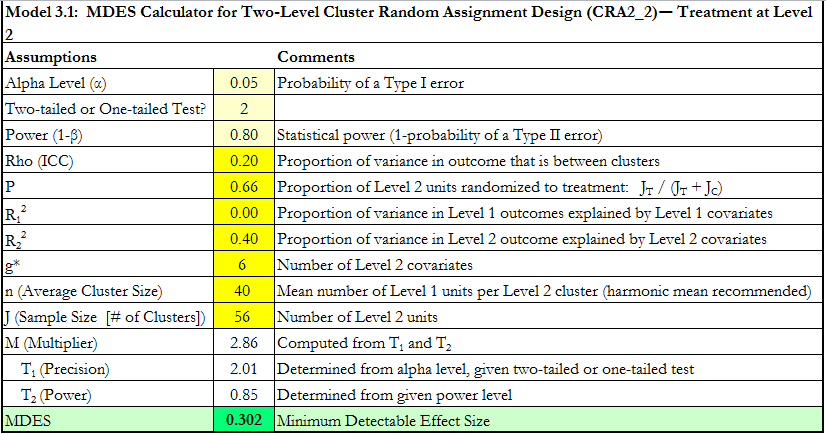 Model 3.1: MDES Calculator for Two-Level Cluster Random Assignment Design (CRA2_2)— Treatment at Level
2
Assumptions Comments
Alpha Level (α) 0.05 Probability of a Type I error
Two-tailed or One-tailed Test? 2
Power (1-β) 0.80 Statistical power (1-probability of a Type II error)
Rho (ICC) 0.20 Proportion of variance in outcome that is between clusters
P 0.66 Proportion of Level 2 units randomized to treatment: J_T / (J_T + J_C)
R₁² 0.00 Proportion of variance in Level 1 outcomes explained by Level 1 covariates
R₂² 0.40 Proportion of variance in Level 2 outcome explained by Level 2 covariates
g* 6 Number of Level 2 covariates
n (Average Cluster Size) 40 Mean number of Level 1 units per Level 2 cluster (harmonic mean recommended)
J (Sample Size [# of Clusters]) 56 Number of Level 2 units
M (Multiplier) 2.86 Computed from T₁ and T₂
T₁ (Precision) 2.01 Determined from alpha level, given two-tailed or one-tailed test
T₂ (Power) 0.85 Determined from given power level
MDES 0.302 Minimum Detectable Effect Size